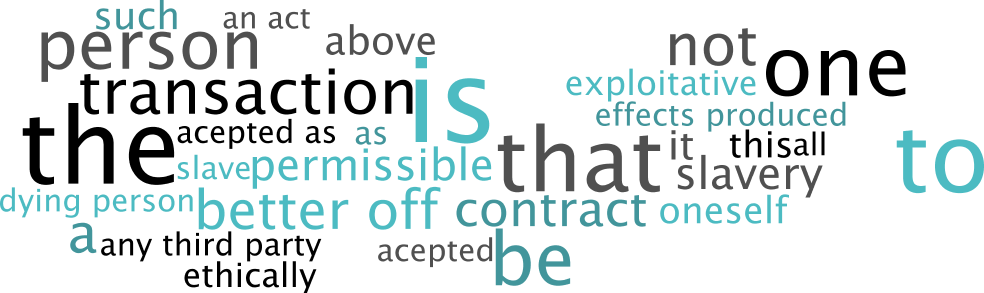 such an act
person above not
is one
transaction exploitative
the effects produced
acepted as as that it thisall to
slave permissible slavery
dying person better off contract oneself
a any third party acepted be
ethically